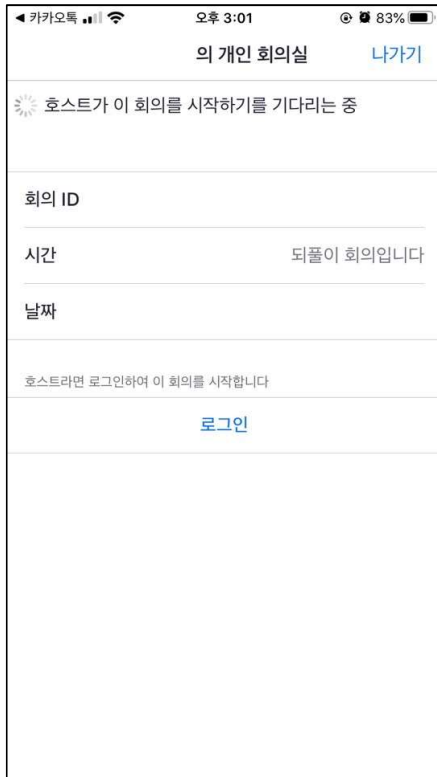 ◀ 카카오톡 오후 3:01 83%
의 개인 회의실 나가기
호스트가 이 회의를 시작하기를 기다리는 중
회의 ID
시간 되풀이 회의입니다
날짜
호스트라면 로그인하여 이 회의를 시작합니다
로그인